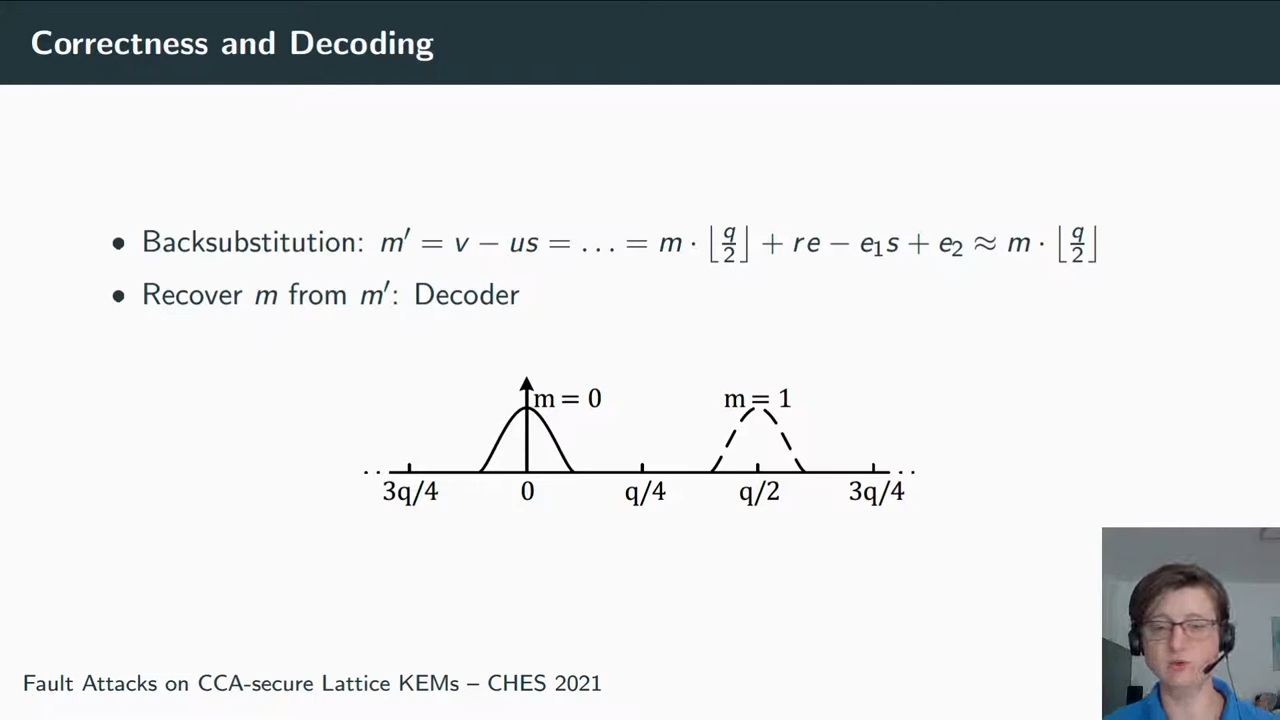 Correctness and Decoding
• Backsubstitution: m′ = v − us = . . . = m · ⌊q/2⌋ + re − e₁s + e₂ ≈ m · ⌊q/2⌋
• Recover m from m′: Decoder
m = 0 m = 1
3q/4 0 q/4 q/2 3q/4
Fault Attacks on CCA-secure Lattice KEMs – CHES 2021